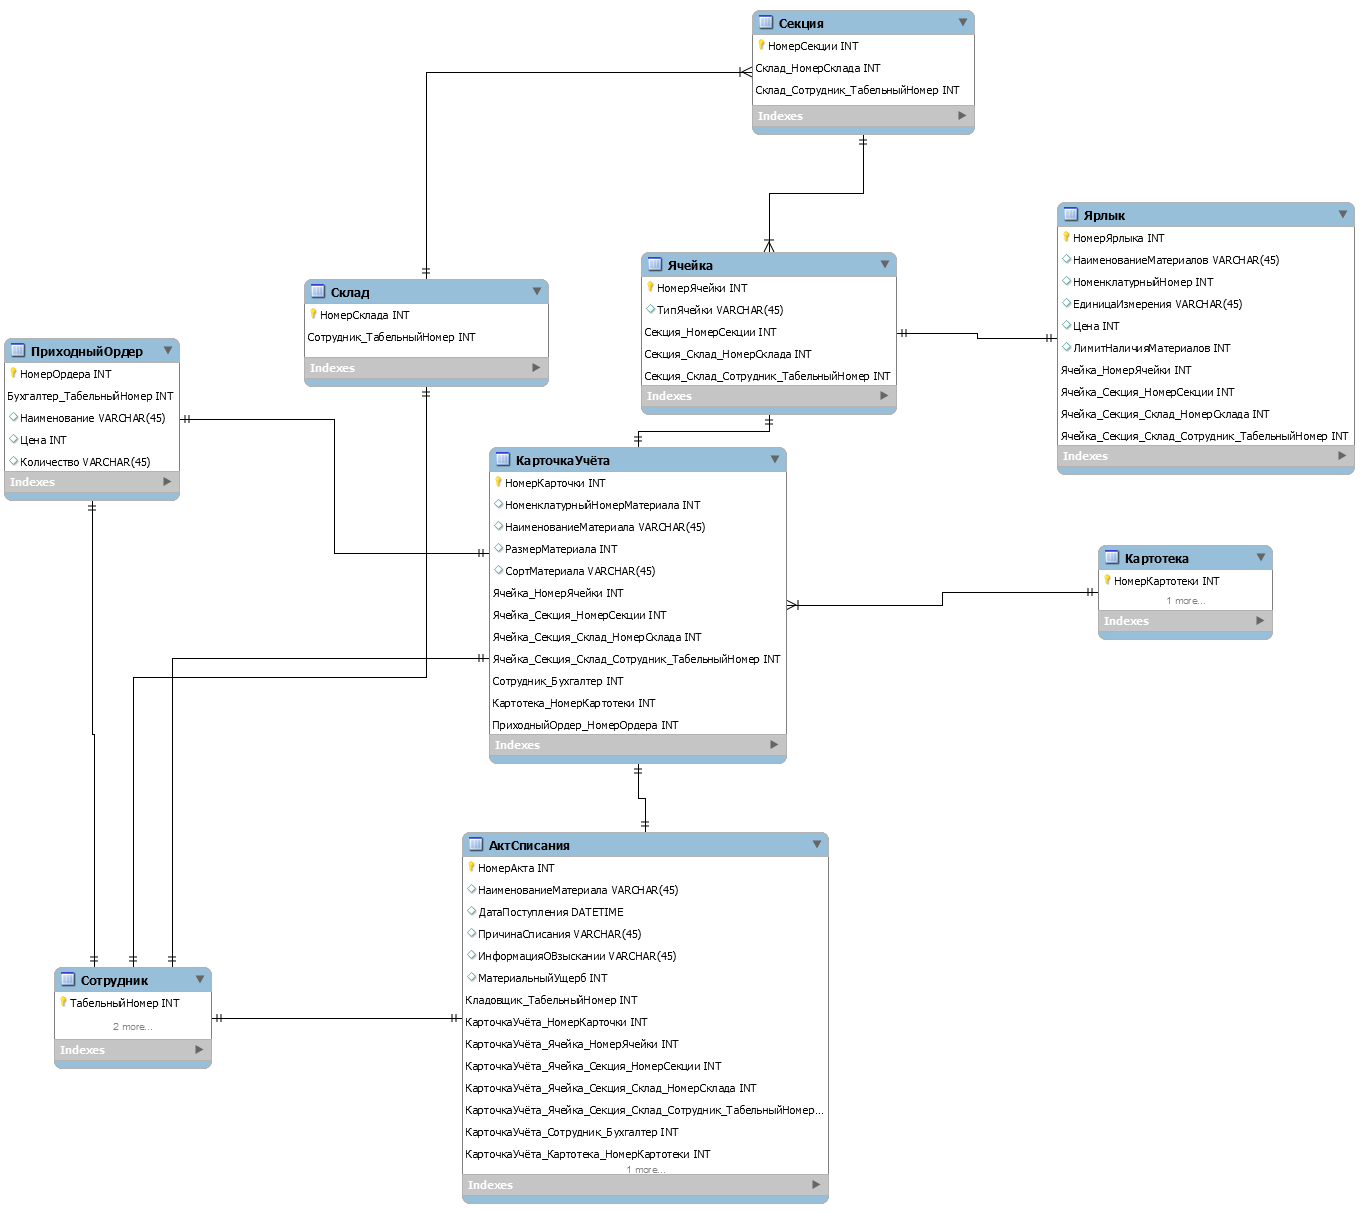 Секция
НомерСекции INT
Склад_НомерСклада INT
Склад_Сотрудник_ТабельныйНомер INT
Indexes
Ярлык
НомерЯрлыка INT
НаименованиеМатериалов VARCHAR(45)
НоменклатурныйНомер INT
ЕдиницаИзмерения VARCHAR(45)
Цена INT
ЛимитНаличияМатериалов INT
Ячейка_НомерЯчейки INT
Ячейка_Секция_НомерСекции INT
Ячейка_Секция_Склад_НомерСклада INT
Ячейка_Секция_Склад_Сотрудник_ТабельныйНомер INT
Indexes
Ячейка
НомерЯчейки INT
ТипЯчейки VARCHAR(45)
Секция_НомерСекции INT
Секция_Склад_НомерСклада INT
Секция_Склад_Сотрудник_ТабельныйНомер INT
Indexes
Склад
НомерСклада INT
Сотрудник_ТабельныйНомер INT
Indexes
ПриходныйОрдер
НомерОрдера INT
Бухгалтер_ТабельныйНомер INT
Наименование VARCHAR(45)
Цена INT
Количество VARCHAR(45)
Indexes
КарточкаУчёта
НомерКарточки INT
НоменклатурныйНомерМатериала INT
НаименованиеМатериала VARCHAR(45)
РазмерМатериала INT
СортМатериала VARCHAR(45)
Ячейка_НомерЯчейки INT
Ячейка_Секция_НомерСекции INT
Ячейка_Секция_Склад_НомерСклада INT
Ячейка_Секция_Склад_Сотрудник_ТабельныйНомер INT
Сотрудник_Бухгалтер INT
Картотека_НомерКартотеки INT
ПриходныйОрдер_НомерОрдера INT
Indexes
Картотека
НомерКартотеки INT
1 more...
Indexes
АктСписания
НомерАкта INT
НаименованиеМатериала VARCHAR(45)
ДатаПоступления DATETIME
ПричинаСписания VARCHAR(45)
ИнформацияОВзыскании VARCHAR(45)
МатериальныйУщерб INT
Кладовщик_ТабельныйНомер INT
КарточкаУчёта_НомерКарточки INT
КарточкаУчёта_Ячейка_НомерЯчейки INT
КарточкаУчёта_Ячейка_Секция_НомерСекции INT
КарточкаУчёта_Ячейка_Секция_Склад_НомерСклада INT
КарточкаУчёта_Ячейка_Секция_Склад_Сотрудник_ТабельныйНомер...
КарточкаУчёта_Сотрудник_Бухгалтер INT
КарточкаУчёта_Картотека_НомерКартотеки INT
1 more...
Indexes
Сотрудник
ТабельныйНомер INT
2 more...
Indexes